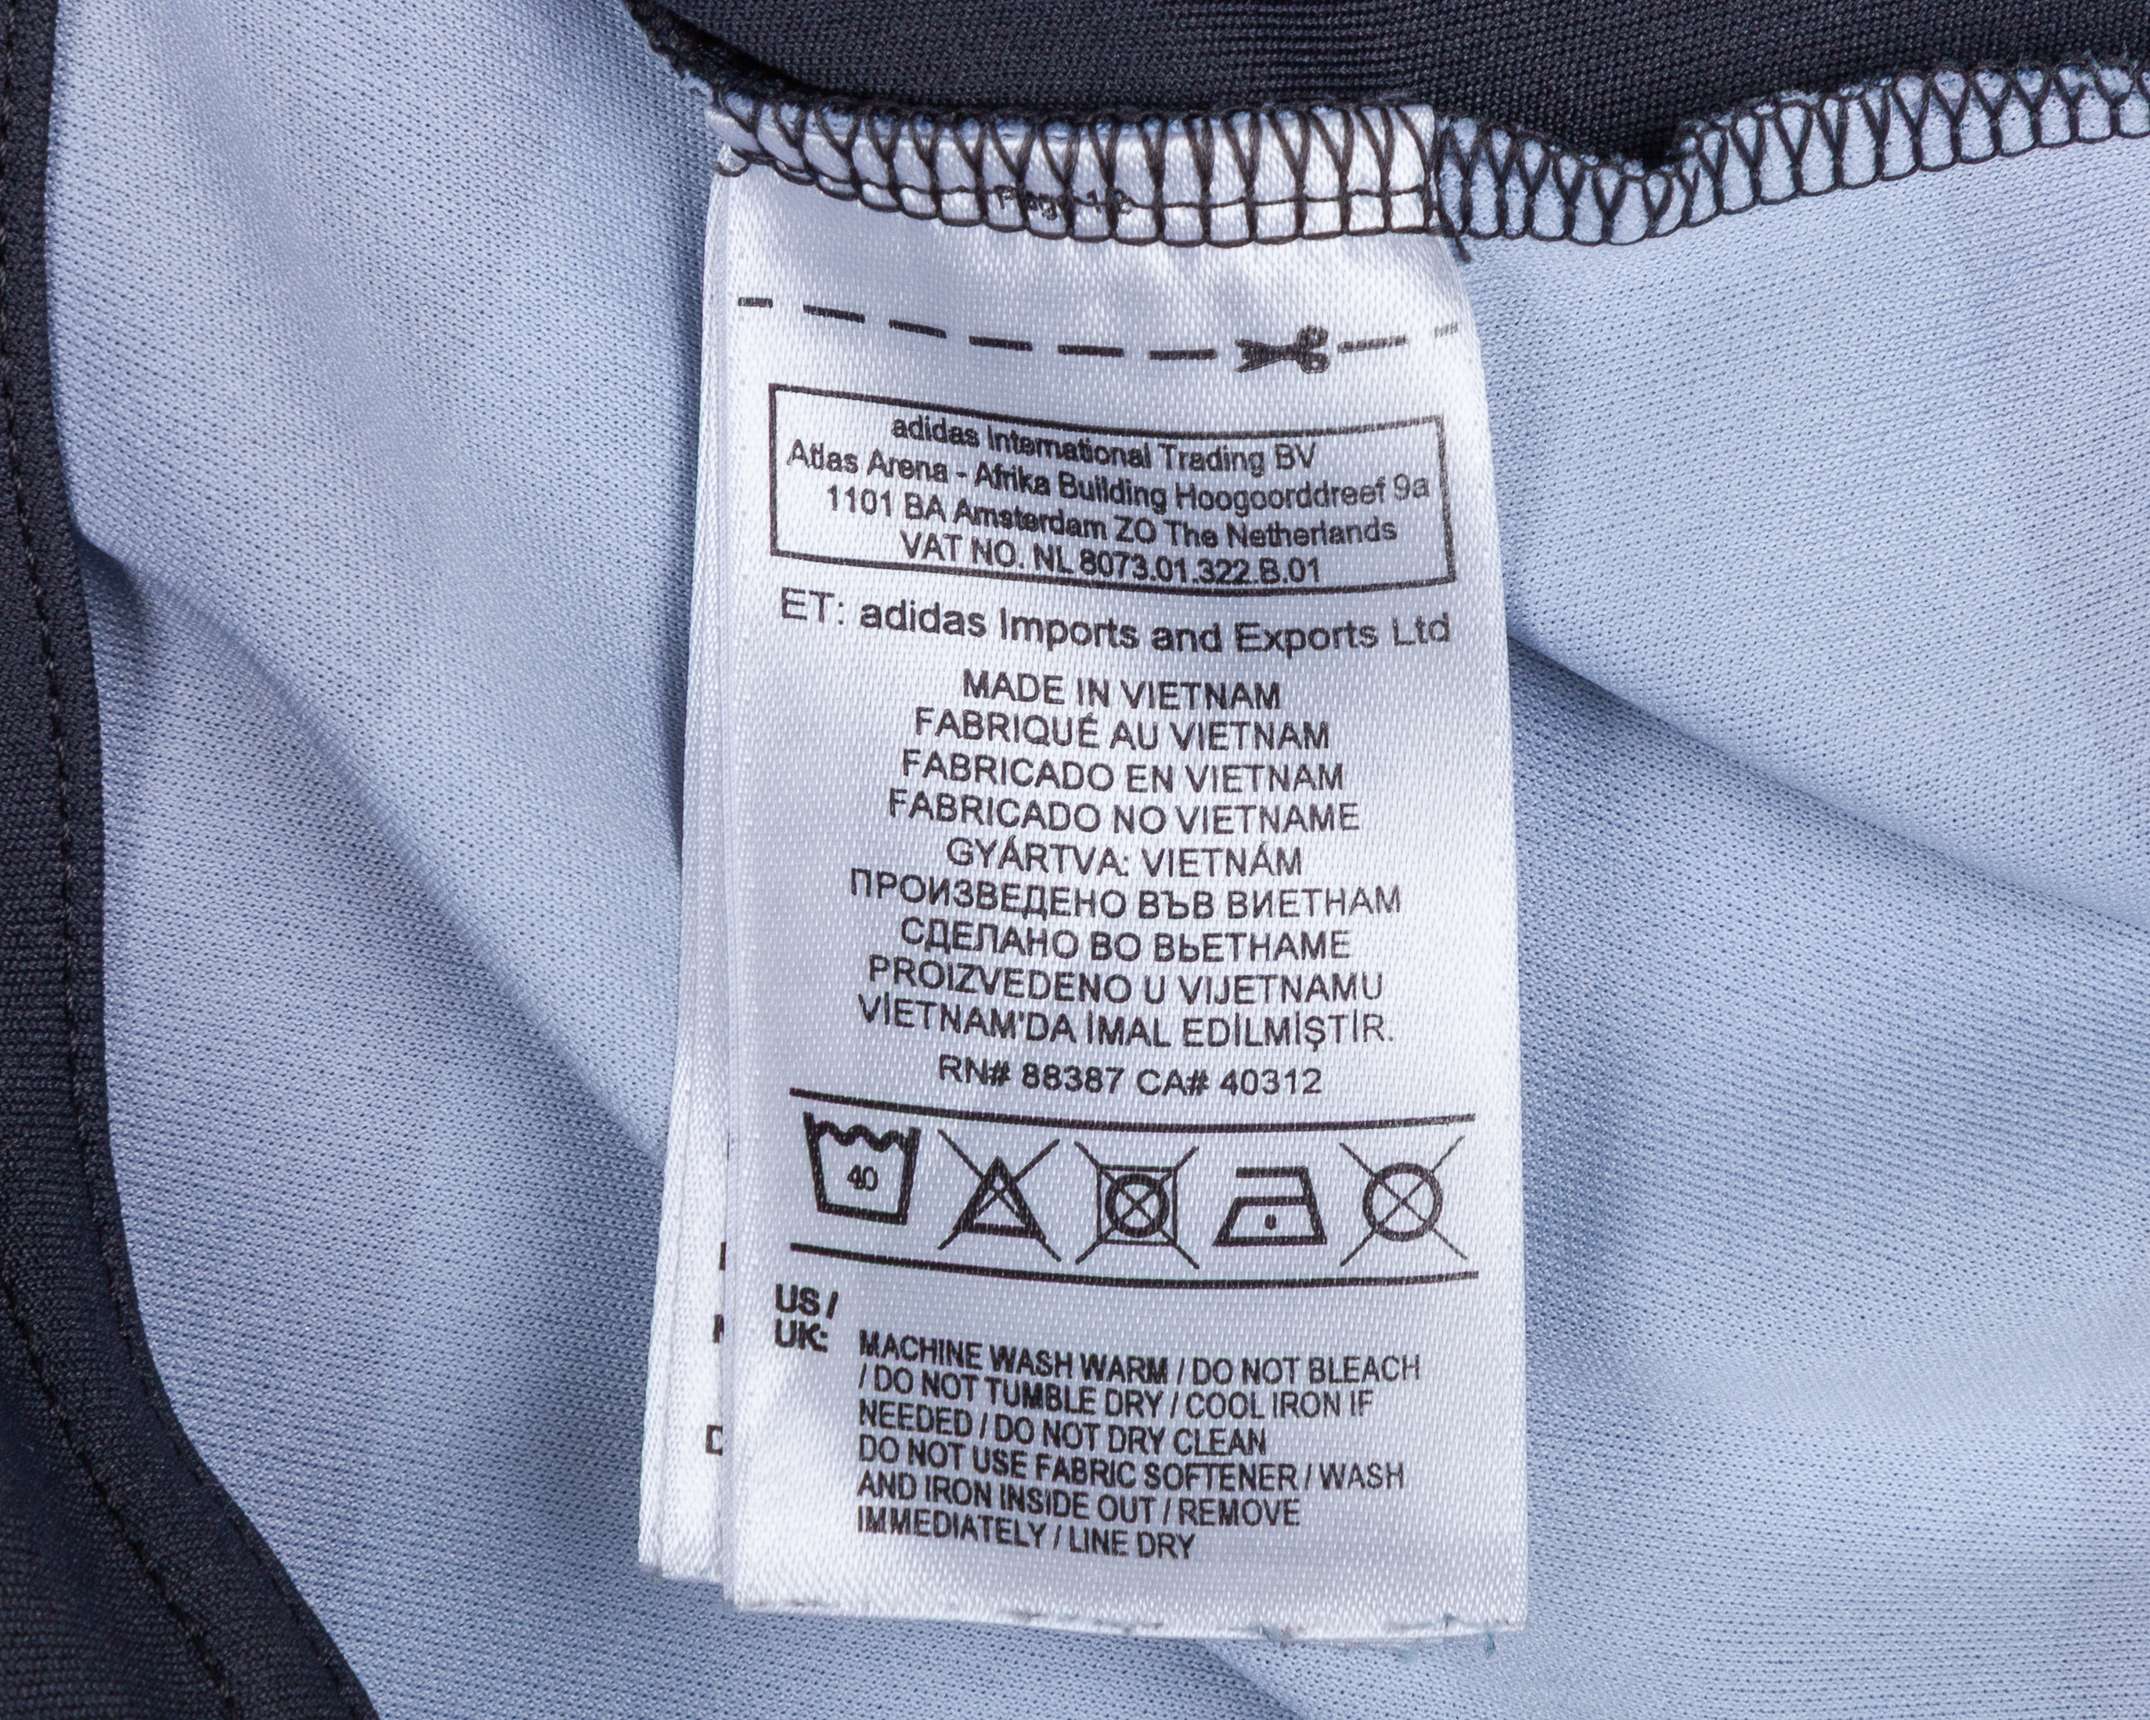 adidas International Trading BV
Atlas Arena - Afrika Building Hoogoorddreef 9a
1101 BA Amsterdam ZO The Netherlands
VAT NO. NL 8073.01.322.B.01
ET: adidas Imports and Exports Ltd
MADE IN VIETNAM
FABRIQUÉ AU VIETNAM
FABRICADO EN VIETNAM
FABRICADO NO VIETNAME
GYÁRTVA: VIETNÁM
ПРОИЗВЕДЕНО ВЪВ ВИЕТНАМ
СДЕЛАНО ВО ВЬЕТНАМЕ
PROIZVEDENO U VIJETNAMU
VİETNAM'DA İMAL EDİLMİŞTİR.
RN# 88387 CA# 40312
40
US /
UK:
MACHINE WASH WARM / DO NOT BLEACH
/ DO NOT TUMBLE DRY / COOL IRON IF
NEEDED / DO NOT DRY CLEAN
DO NOT USE FABRIC SOFTENER / WASH
AND IRON INSIDE OUT / REMOVE
IMMEDIATELY / LINE DRY